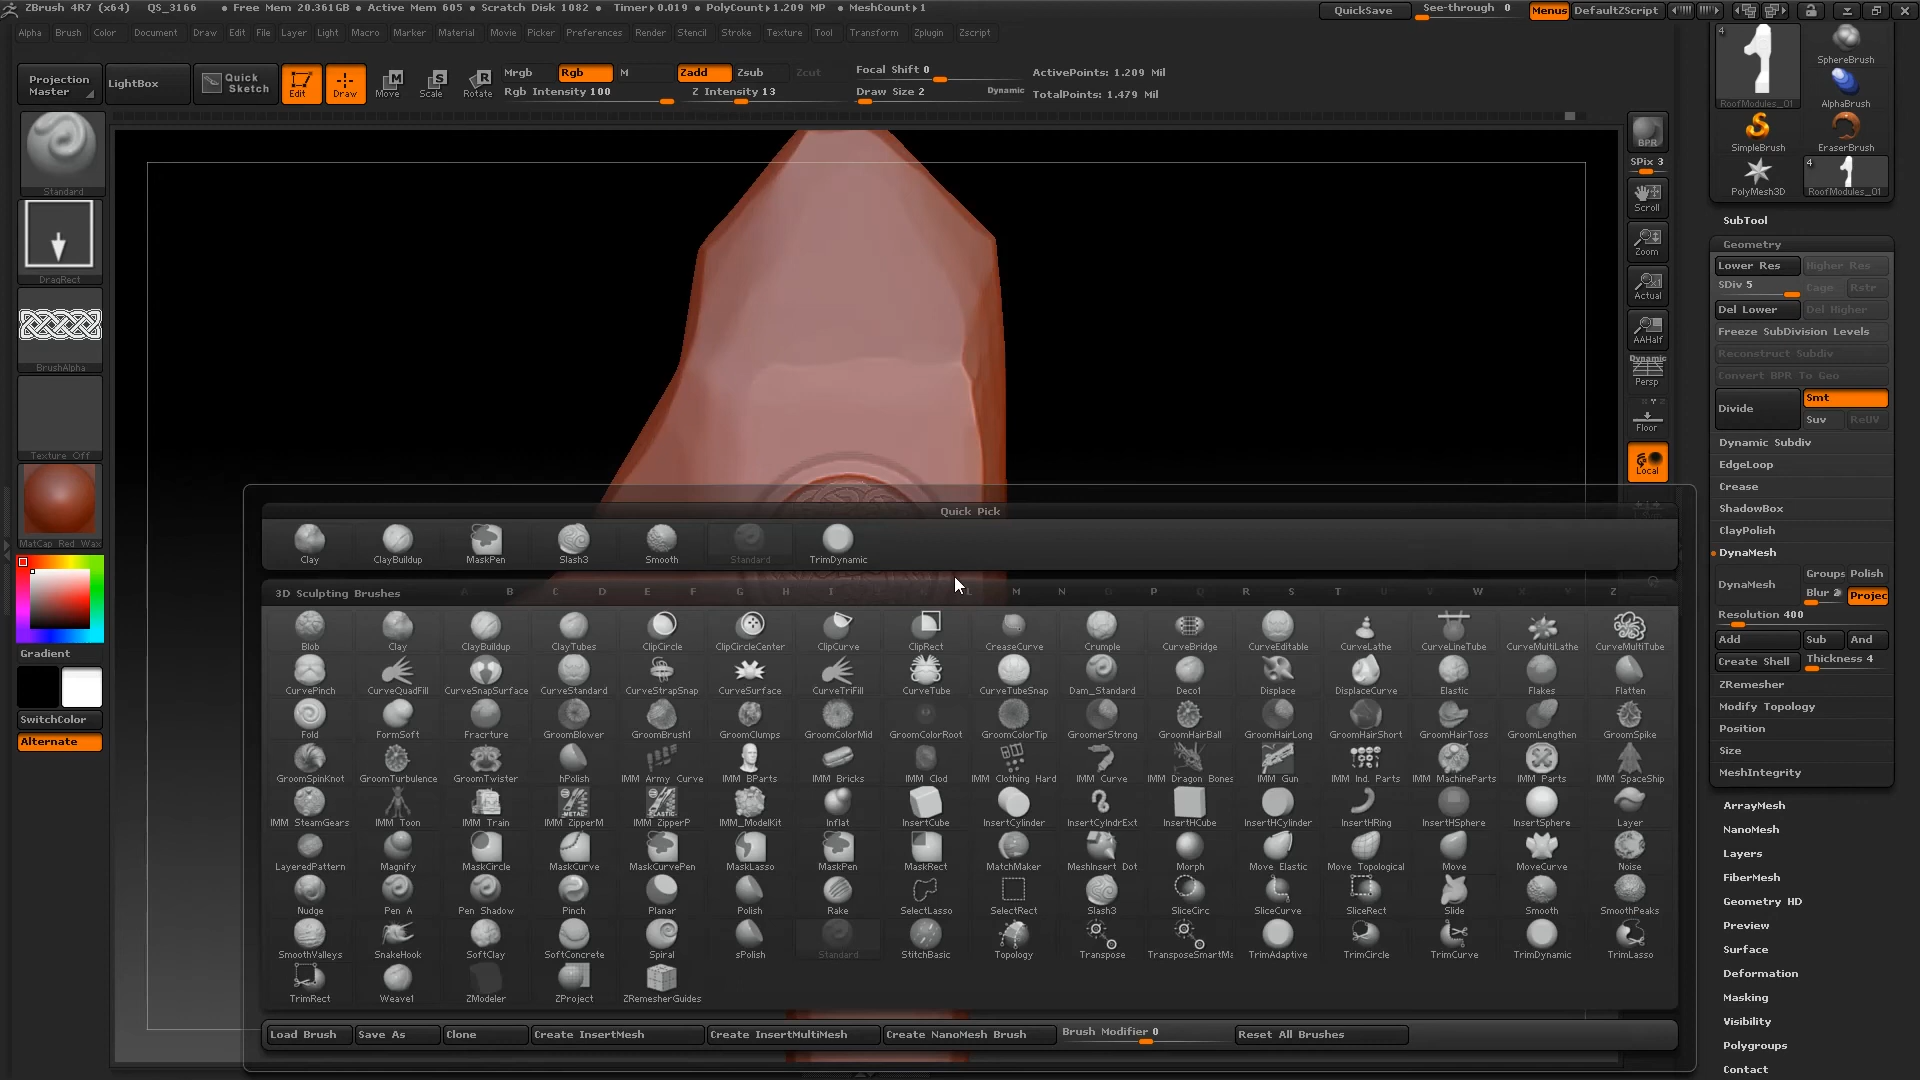 ZBrush 4R7 (x64) QS_3166 • Free Mem 20.361GB • Active Mem 605 • Scratch Disk 1082 • Timer▸0.019 • PolyCount▸1.209 MP • MeshCount▸1 QuickSave See-through 0 Menus DefaultZScript
Alpha Brush Color Document Draw Edit File Layer Light Macro Marker Material Movie Picker Preferences Render Stencil Stroke Texture Tool Transform Zplugin Zscript
Projection Master
LightBox
Quick Sketch
Edit Draw Move Scale Rotate
Mrgb Rgb M Zadd Zsub Zcut
Rgb Intensity 100 Z Intensity 13
Focal Shift 0
Draw Size 2 Dynamic
ActivePoints: 1.209 Mil
TotalPoints: 1.479 Mil
Standard
DragRect
BrushAlpha
Texture Off
MatCap Red Wax
Gradient
SwitchColor
Alternate
Quick Pick
Clay ClayBuildup MaskPen Slash3 Smooth Standard TrimDynamic
3D Sculpting Brushes A B C D E F G H I L M N O P Q R S T U V W X Y Z
Blob Clay ClayBuildup ClayTubes ClipCircle ClipCircleCenter ClipCurve ClipRect CreaseCurve Crumple CurveBridge CurveEditable CurveLathe CurveLineTube CurveMultiLathe CurveMultiTube
CurvePinch CurveQuadFill CurveSnapSurface CurveStandard CurveStrapSnap CurveSurface CurveTriFill CurveTube CurveTubeSnap Dam_Standard Deco1 Displace DisplaceCurve Elastic Flakes Flatten
Fold FormSoft Fracrture GroomBlower GroomBrush1 GroomClumps GroomColorMid GroomColorRoot GroomColorTip GroomerStrong GroomHairBall GroomHairLong GroomHairShort GroomHairToss GroomLengthen GroomSpike
GroomSpinKnot GroomTurbulence GroomTwister hPolish IMM Army Curve IMM BParts IMM Bricks IMM Clod IMM Clothing Hard IMM Curve IMM Dragon Bones IMM Gun IMM Ind. Parts IMM MachineParts IMM Parts IMM SpaceShip
IMM SteamGears IMM Toon IMM Train IMM ZipperM IMM ZipperP IMM_ModelKit Inflat InsertCube InsertCylinder InsertCylndrExt InsertHCube InsertHCylinder InsertHRing InsertHSphere InsertSphere Layer
LayeredPattern Magnify MaskCircle MaskCurve MaskCurvePen MaskLasso MaskPen MaskRect MatchMaker MeshInsert Dot Morph Move Elastic Move Topological Move MoveCurve Noise
Nudge Pen A Pen Shadow Pinch Planar Polish Rake SelectLasso SelectRect Slash3 SliceCirc SliceCurve SliceRect Slide Smooth SmoothPeaks
SmoothValleys SnakeHook SoftClay SoftConcrete Spiral sPolish Standard StitchBasic Topology Transpose TransposeSmartMa TrimAdaptive TrimCircle TrimCurve TrimDynamic TrimLasso
TrimRect Weave1 ZModeler ZProject ZRemesherGuides
Load Brush Save As Clone Create InsertMesh Create InsertMultiMesh Create NanoMesh Brush Brush Modifier 0 Reset All Brushes
BPR
SPix 3
Scroll
Zoom
Actual
AAHalf
Dynamic
Persp
Floor
Local
4
RoofModules_01 SphereBrush
AlphaBrush
SimpleBrush EraserBrush
4
PolyMesh3D RoofModules_01
SubTool
Geometry
Lower Res Higher Res
SDiv 5 Cage Rstr
Del Lower Del Higher
Freeze SubDivision Levels
Reconstruct Subdiv
Convert BPR To Geo
Divide Smt
Suv ReUV
Dynamic Subdiv
EdgeLoop
Crease
ShadowBox
ClayPolish
DynaMesh
DynaMesh Groups Polish
Blur 2 Projec
Resolution 400
Add Sub And
Create Shell Thickness 4
ZRemesher
Modify Topology
Position
Size
MeshIntegrity
ArrayMesh
NanoMesh
Layers
FiberMesh
Geometry HD
Preview
Surface
Deformation
Masking
Visibility
Polygroups
Contact